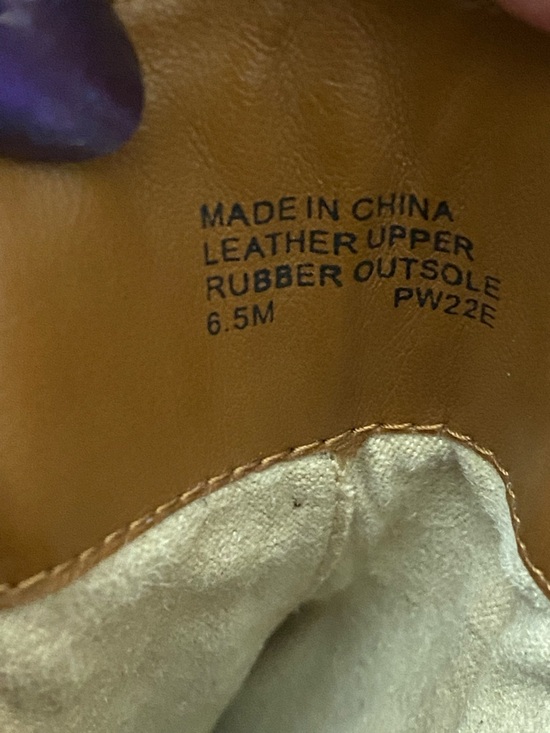 MADE IN CHINA
LEATHER UPPER
RUBBER OUTSOLE
6.5M PW22E